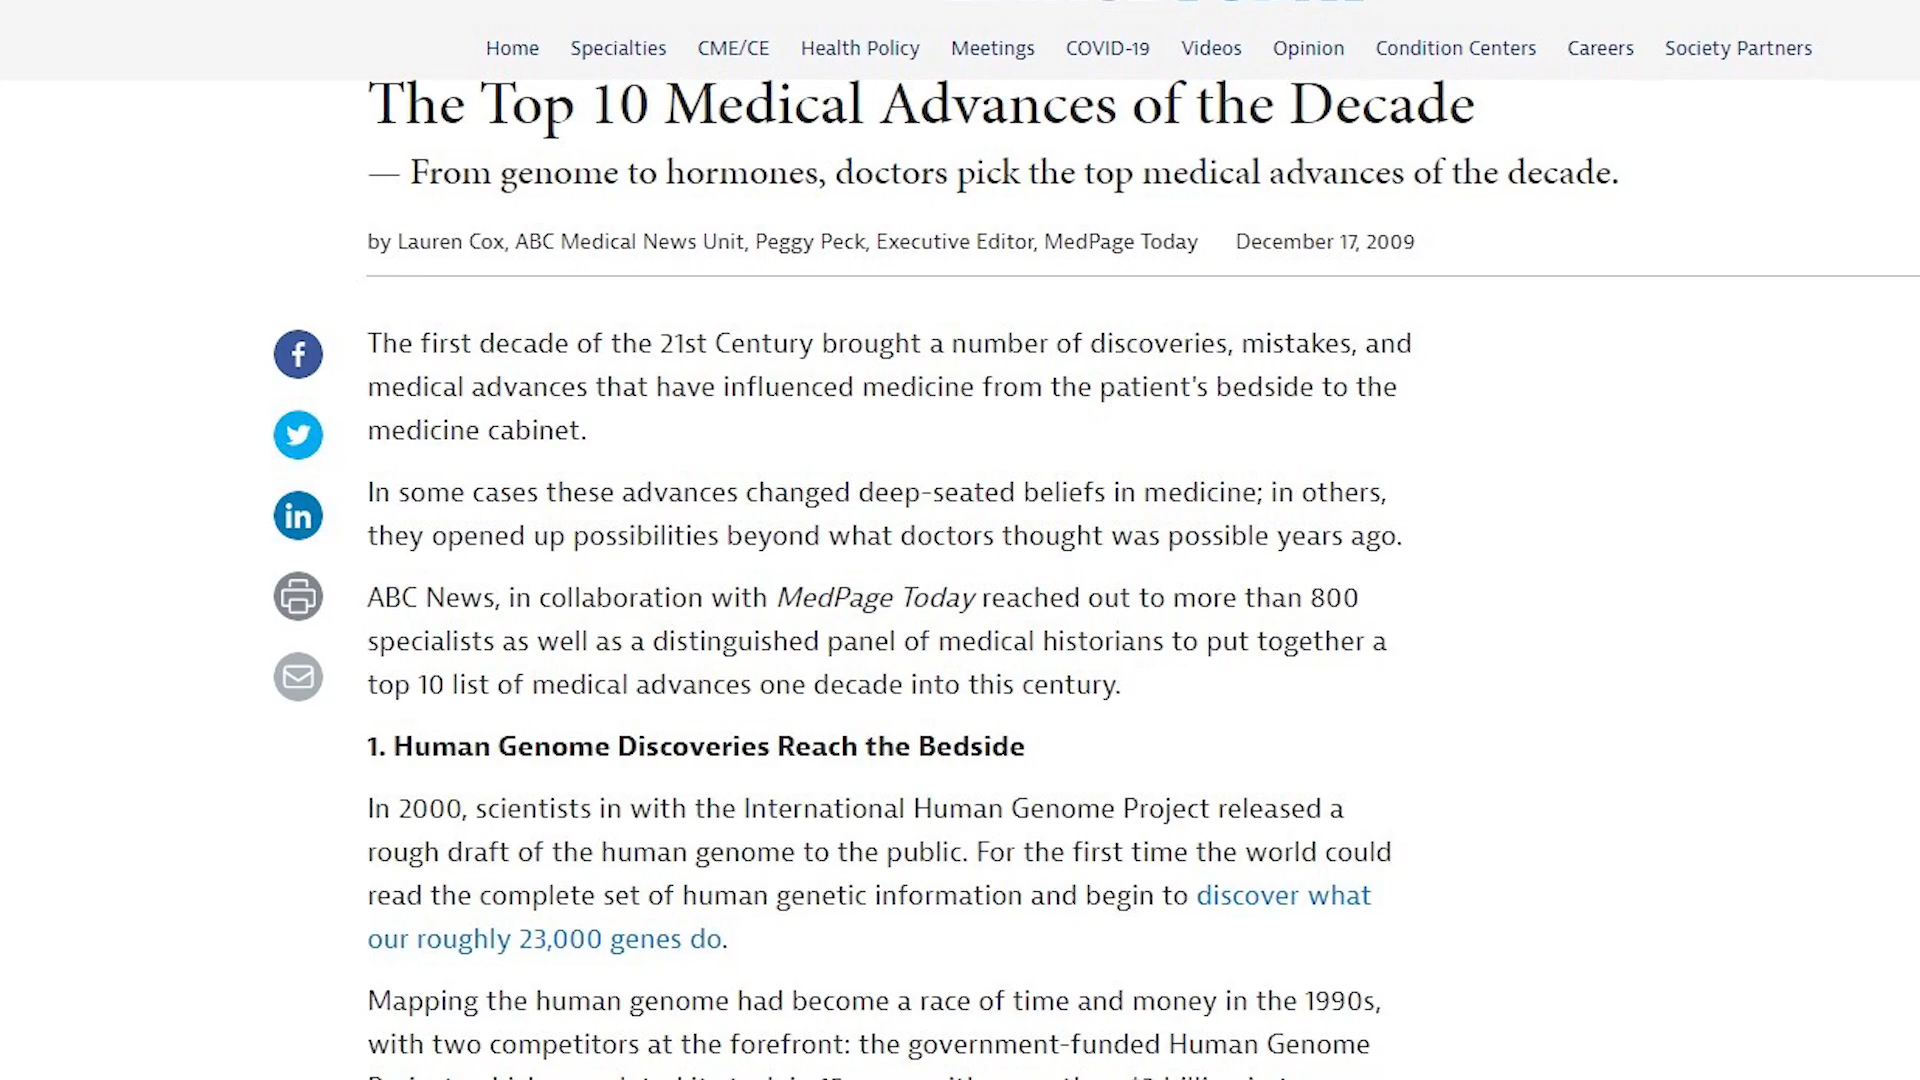 Home Specialties CME/CE Health Policy Meetings COVID-19 Videos Opinion Condition Centers Careers Society Partners
The Top 10 Medical Advances of the Decade
— From genome to hormones, doctors pick the top medical advances of the decade.
by Lauren Cox, ABC Medical News Unit, Peggy Peck, Executive Editor, MedPage Today December 17, 2009
The first decade of the 21st Century brought a number of discoveries, mistakes, and
medical advances that have influenced medicine from the patient's bedside to the
medicine cabinet.
In some cases these advances changed deep-seated beliefs in medicine; in others,
they opened up possibilities beyond what doctors thought was possible years ago.
ABC News, in collaboration with MedPage Today reached out to more than 800
specialists as well as a distinguished panel of medical historians to put together a
top 10 list of medical advances one decade into this century.
1. Human Genome Discoveries Reach the Bedside
In 2000, scientists in with the International Human Genome Project released a
rough draft of the human genome to the public. For the first time the world could
read the complete set of human genetic information and begin to discover what
our roughly 23,000 genes do.
Mapping the human genome had become a race of time and money in the 1990s,
with two competitors at the forefront: the government-funded Human Genome